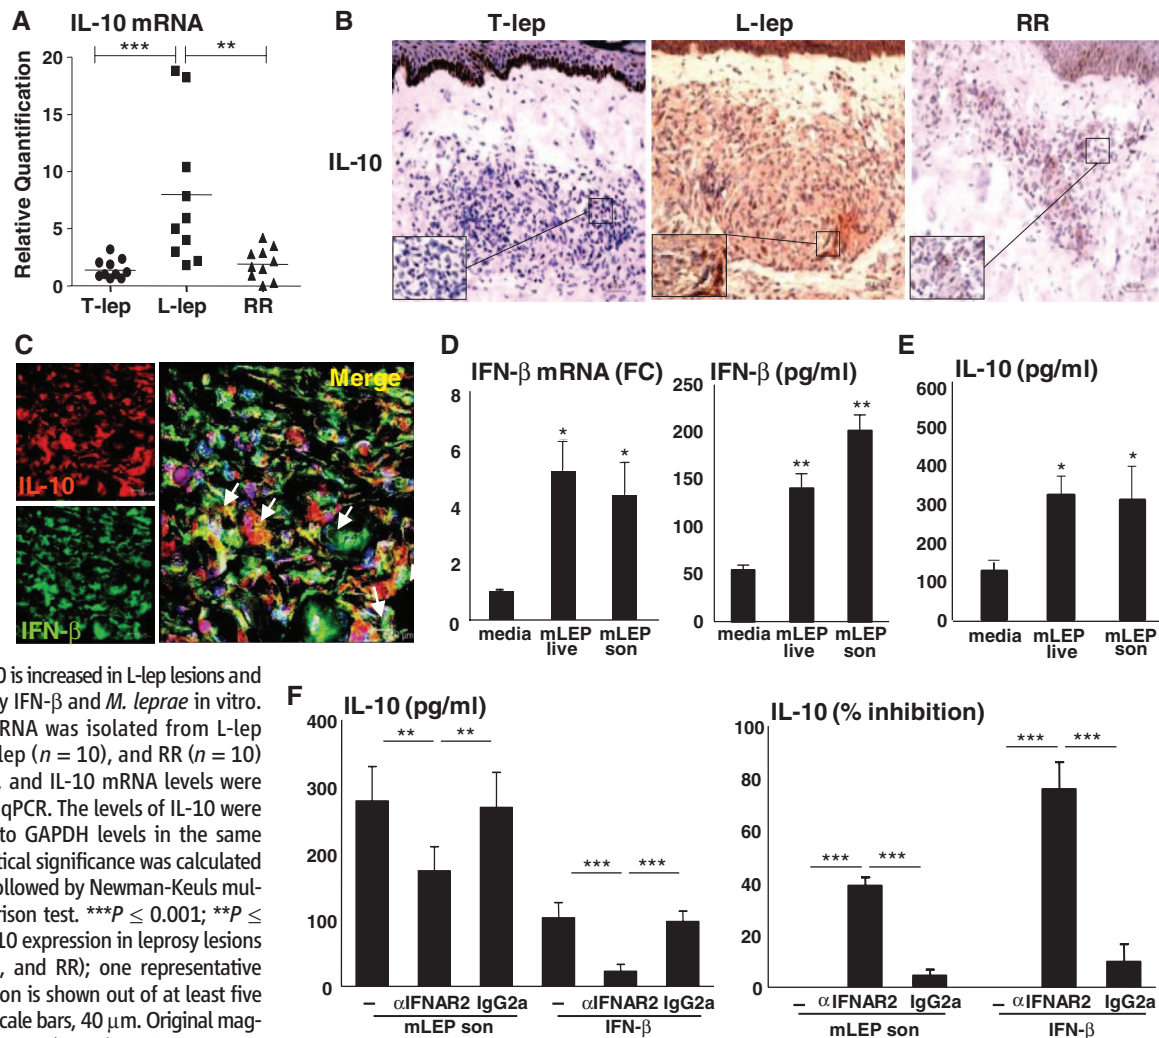 A IL-10 mRNA
*** **
Relative Quantification
20
15
10
5
0
T-lep L-lep RR
B T-lep L-lep RR
IL-10
C
IL-10
IFN-β
Merge
D IFN-β mRNA (FC)
8
6
4
2
0
* *
media mLEP live mLEP son
IFN-β (pg/ml)
250
200
150
100
50
0
** **
media mLEP live mLEP son
E IL-10 (pg/ml)
600
500
400
300
200
100
0
* *
media mLEP live mLEP son
0 is increased in L-lep lesions and
y IFN-β and M. leprae in vitro.
RNA was isolated from L-lep
lep (n = 10), and RR (n = 10)
, and IL-10 mRNA levels were
qPCR. The levels of IL-10 were
to GAPDH levels in the same
tical significance was calculated
ollowed by Newman-Keuls mul-
rison test. ***P ≤ 0.001; **P ≤
10 expression in leprosy lesions
, and RR); one representative
on is shown out of at least five
cale bars, 40 μm. Original mag-
F IL-10 (pg/ml)
400
300
200
100
0
** **
*** ***
– αIFNAR2 IgG2a – αIFNAR2 IgG2a
mLEP son IFN-β
IL-10 (% inhibition)
100
80
60
40
20
0
*** ***
*** ***
– αIFNAR2 IgG2a – αIFNAR2 IgG2a
mLEP son IFN-β